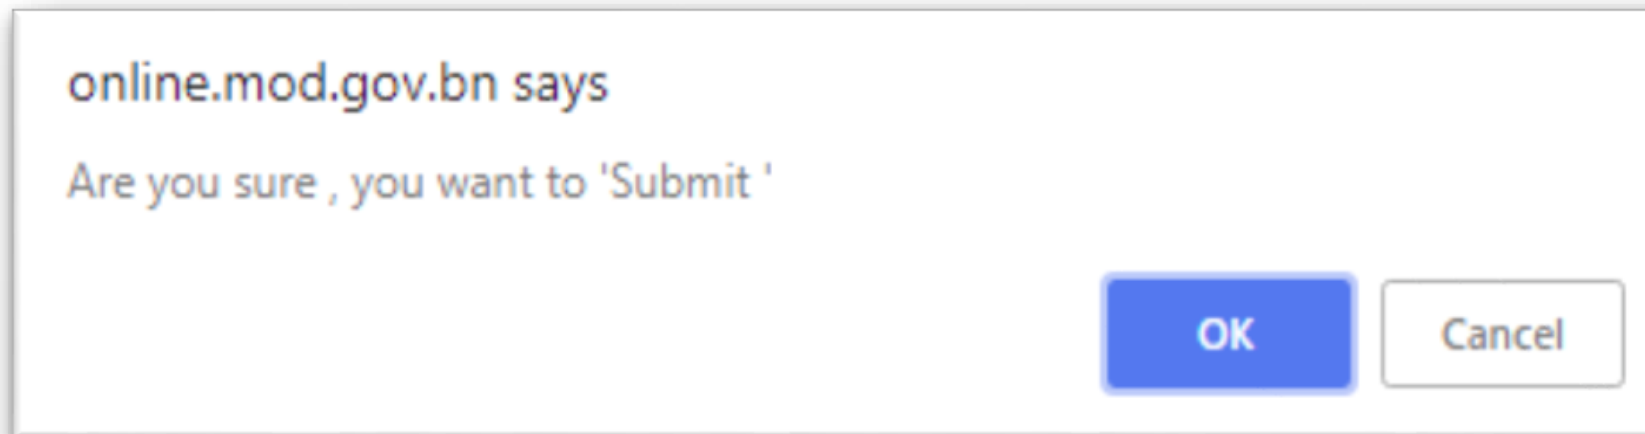 online.mod.gov.bn says
Are you sure , you want to 'Submit '
OK Cancel